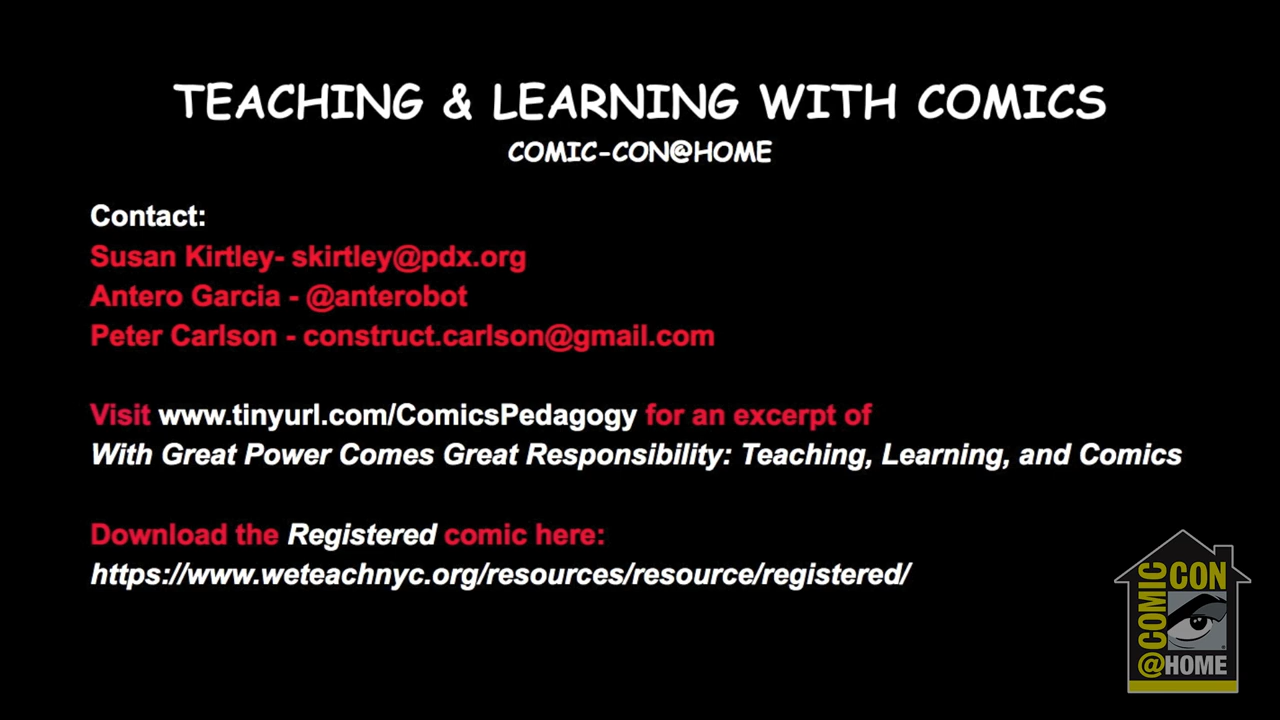 TEACHING & LEARNING WITH COMICS
COMIC-CON@HOME
Contact:
Susan Kirtley- skirtley@pdx.org
Antero Garcia - @anterobot
Peter Carlson - construct.carlson@gmail.com
Visit www.tinyurl.com/ComicsPedagogy for an excerpt of
With Great Power Comes Great Responsibility: Teaching, Learning, and Comics
Download the Registered comic here:
https://www.weteachnyc.org/resources/resource/registered/
COMIC
CON
@HOME